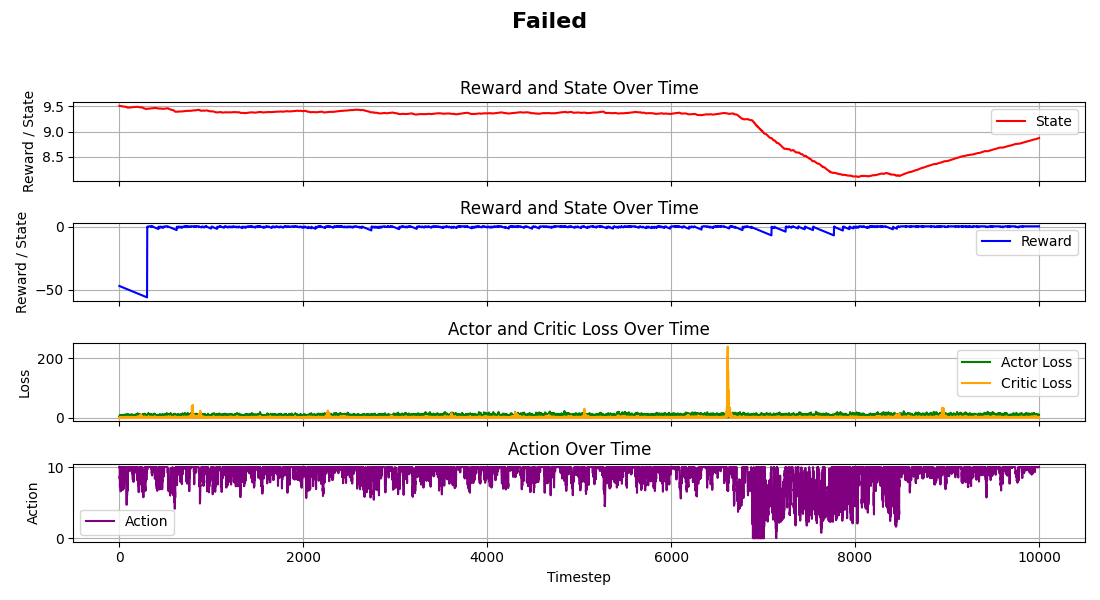 Failed
Reward and State Over Time
Reward / State
9.5
9.0
8.5
State
Reward and State Over Time
Reward / State
0
−50
Reward
Actor and Critic Loss Over Time
Loss
200
0
Actor Loss
Critic Loss
Action Over Time
Action
10
0
Action
0
2000
4000
6000
8000
10000
Timestep